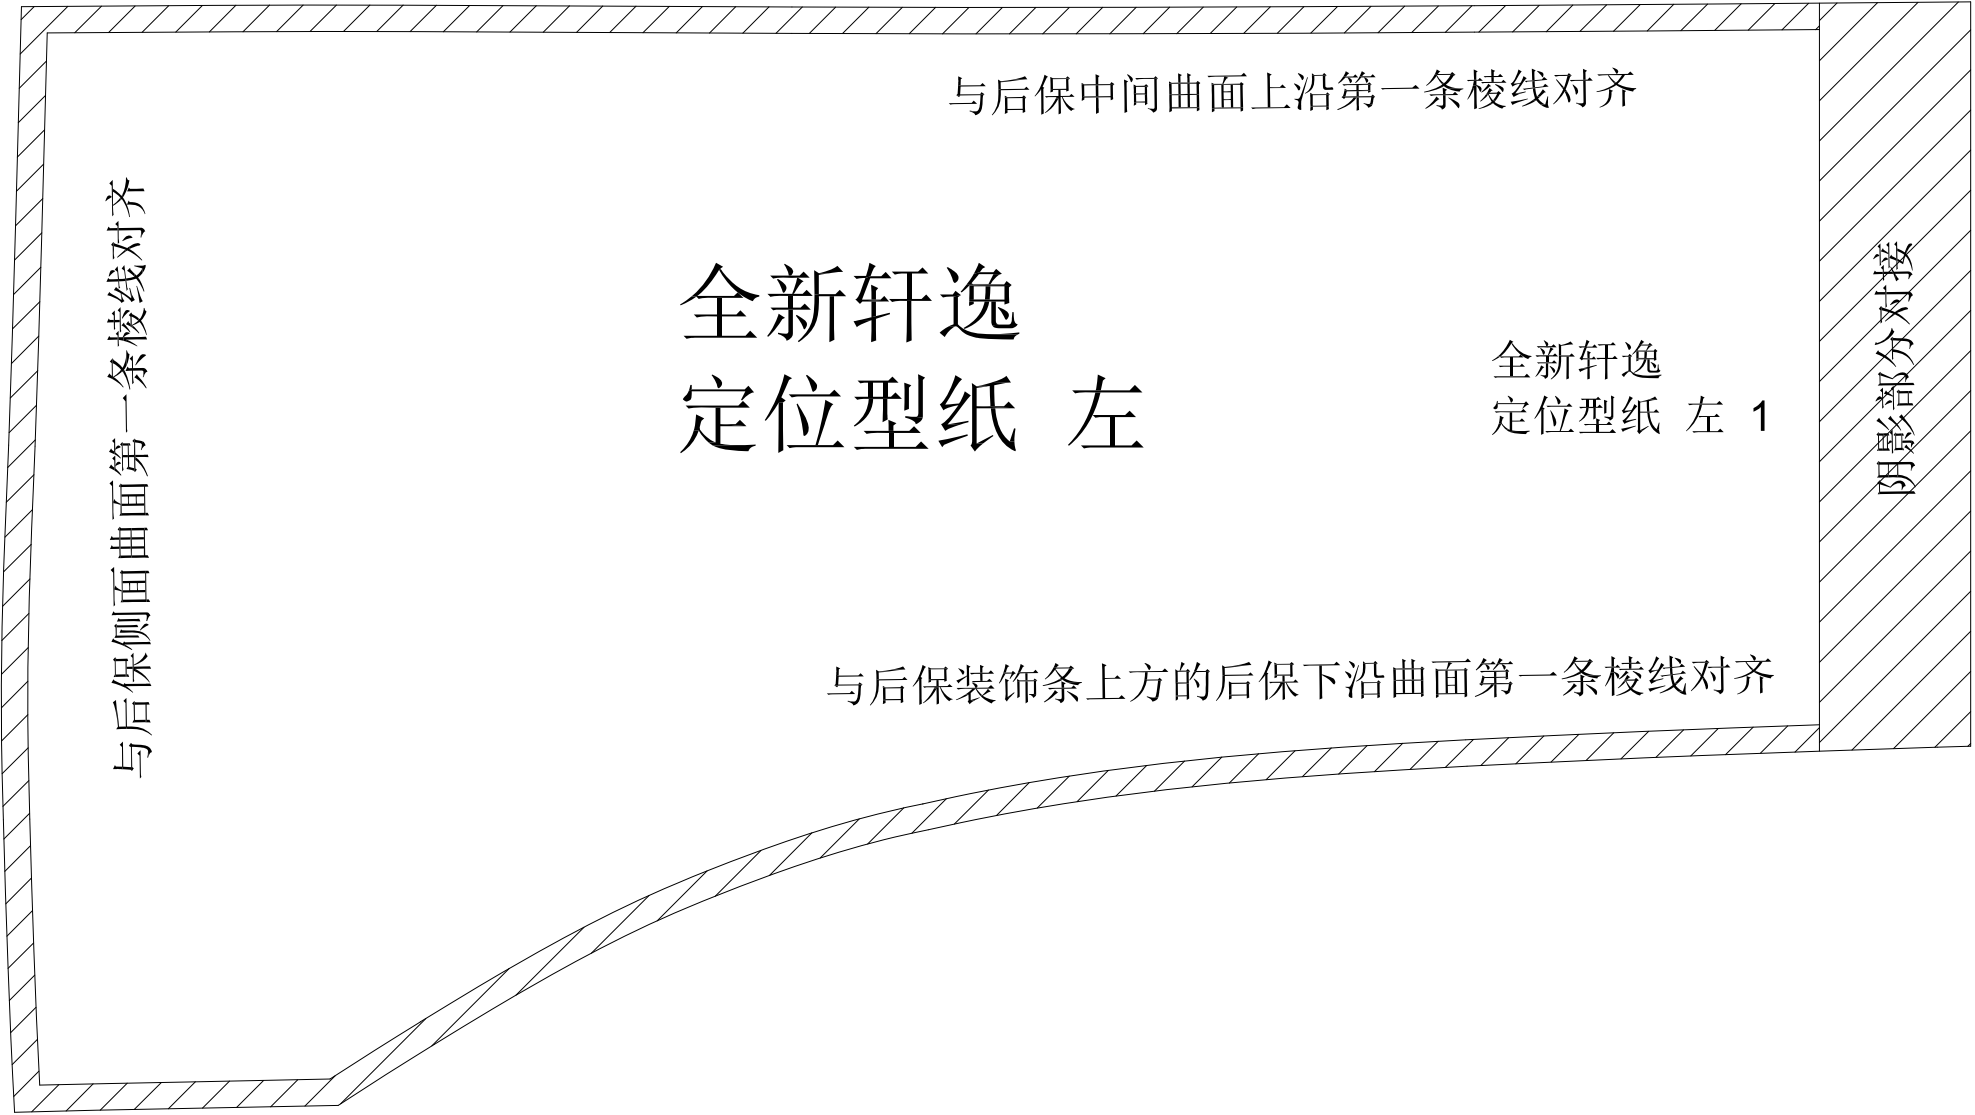 与后保中间曲面上沿第一条棱线对齐
与后保侧面曲面第一条棱线对齐
全新轩逸
定位型纸 左
全新轩逸
定位型纸 左 1
阴影部分对接
与后保装饰条上方的后保下沿曲面第一条棱线对齐